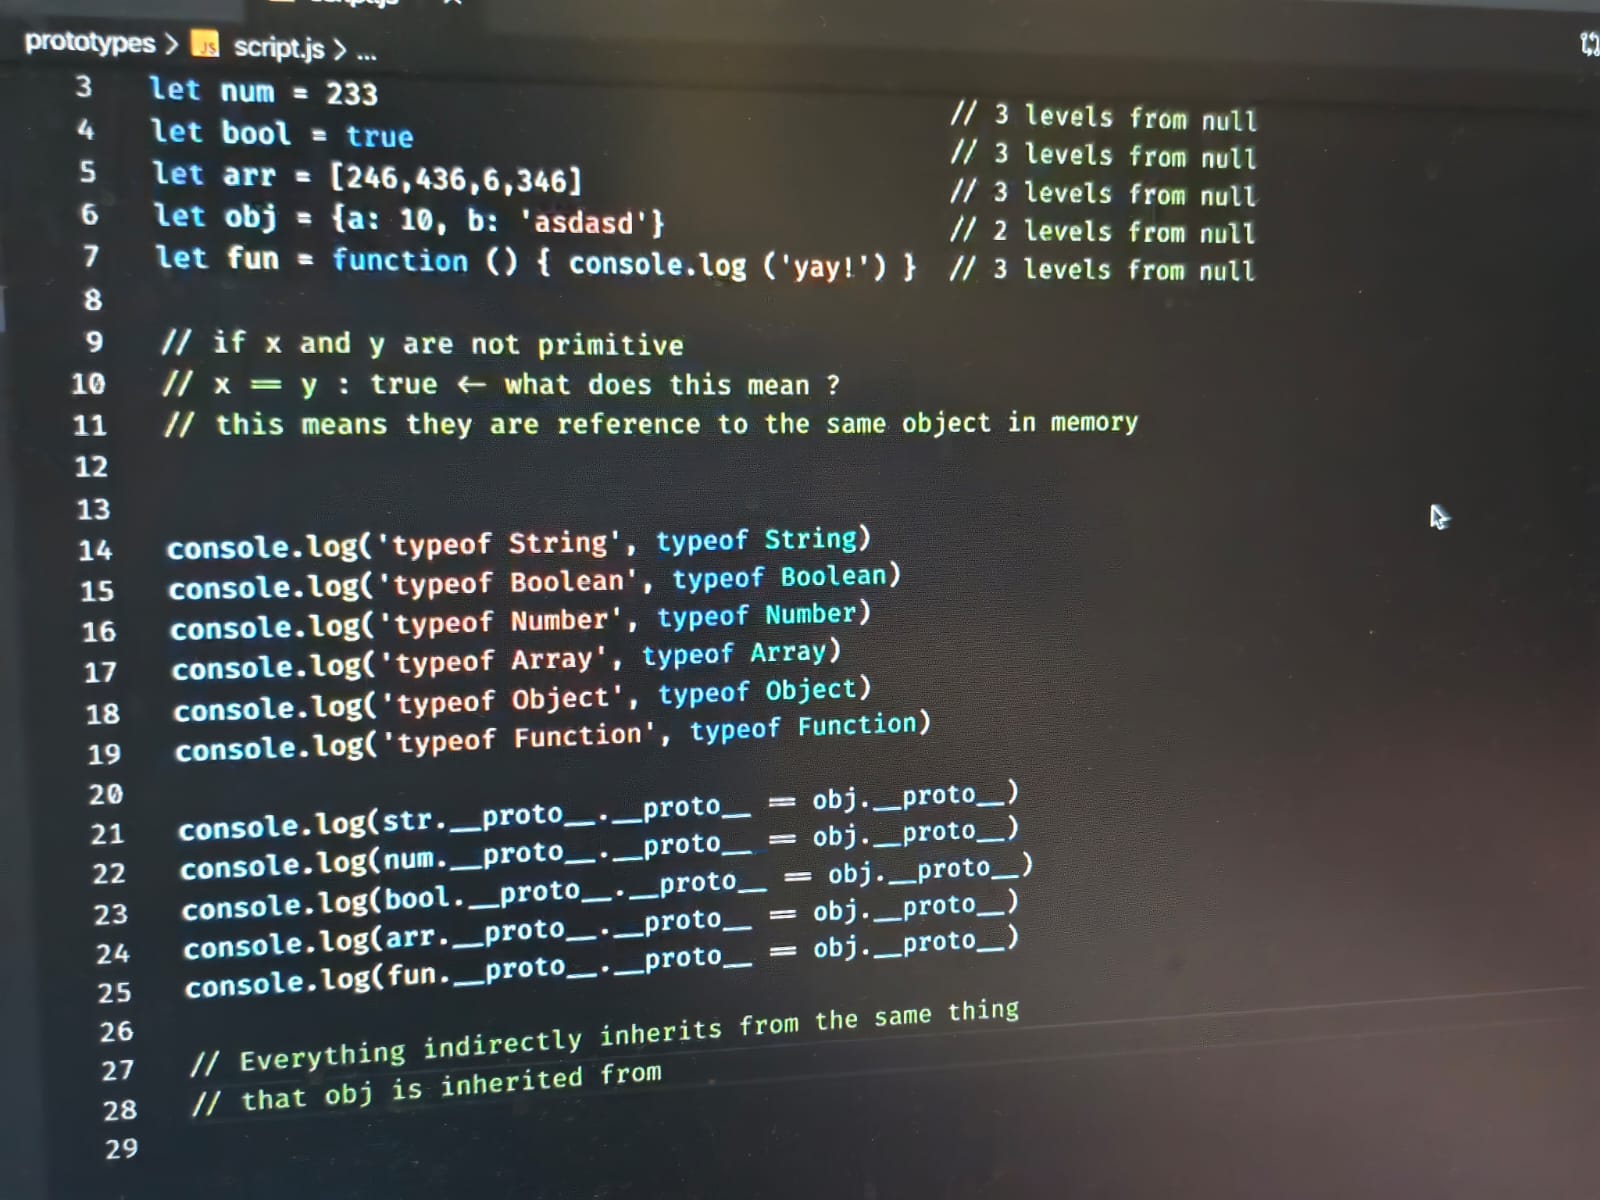 prototypes > JS script.js > ...
3 let num = 233 // 3 levels from null
4 let bool = true // 3 levels from null
5 let arr = [246,436,6,346] // 3 levels from null
6 let obj = {a: 10, b: 'asdasd'} // 2 levels from null
7 let fun = function () { console.log ('yay!') } // 3 levels from null
8
9 // if x and y are not primitive
10 // x == y : true <- what does this mean ?
11 // this means they are reference to the same object in memory
12
13
14 console.log('typeof String', typeof String)
15 console.log('typeof Boolean', typeof Boolean)
16 console.log('typeof Number', typeof Number)
17 console.log('typeof Array', typeof Array)
18 console.log('typeof Object', typeof Object)
19 console.log('typeof Function', typeof Function)
20
21 console.log(str.__proto__.__proto__ == obj.__proto__)
22 console.log(num.__proto__.__proto__ == obj.__proto__)
23 console.log(bool.__proto__.__proto__ == obj.__proto__)
24 console.log(arr.__proto__.__proto__ == obj.__proto__)
25 console.log(fun.__proto__.__proto__ == obj.__proto__)
26
27 // Everything indirectly inherits from the same thing
28 // that obj is inherited from
29